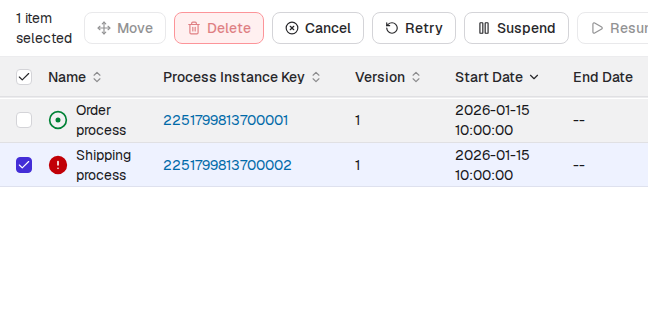 1 item
selected
Move
Delete
Cancel
Retry
Suspend
Name
Process Instance Key
Version
Start Date
End Date
Order
process
2251799813700001
1
2026-01-15
10:00:00
--
Shipping
process
2251799813700002
1
2026-01-15
10:00:00
--